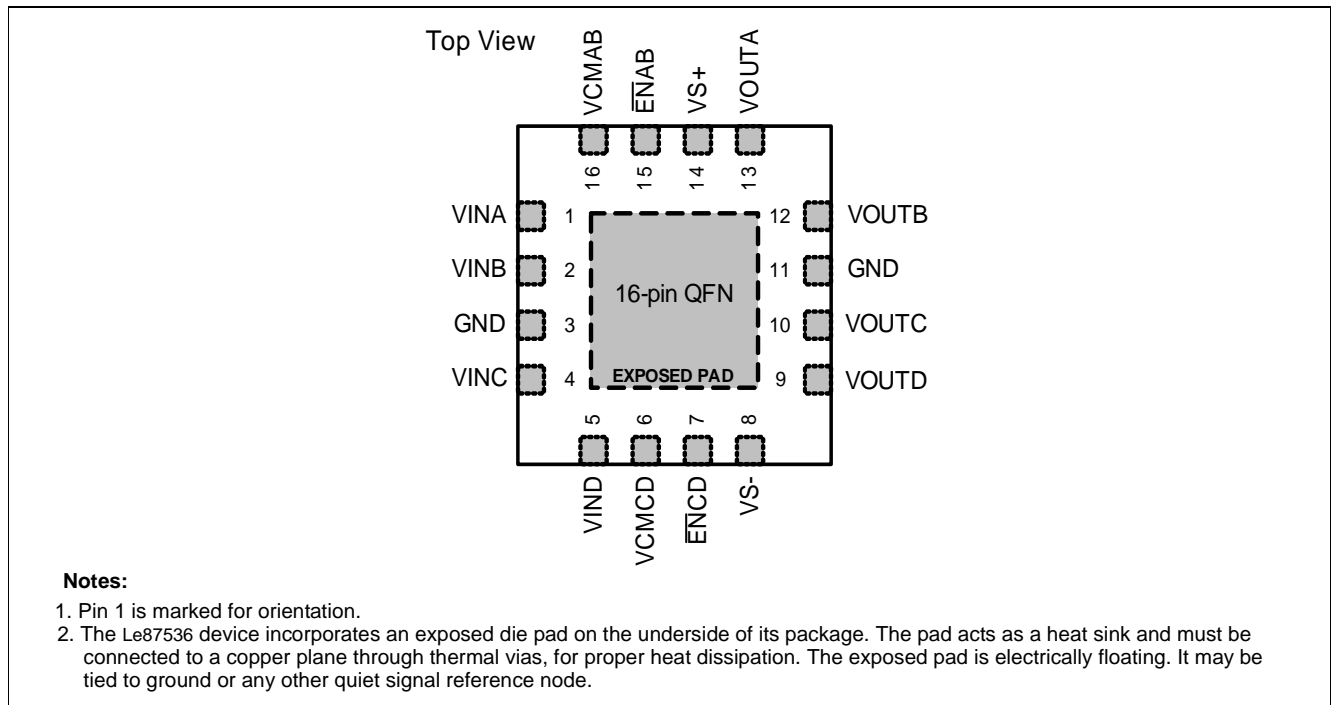 Top View
VCMAB
ENAB
VS+
VOUTA
16
15
14
13
VINA 1
12 VOUTB
VINB 2
11 GND
16-pin QFN
GND 3
10 VOUTC
VINC 4
EXPOSED PAD
9 VOUTD
5
6
7
8
VIND
VCMCD
ENCD
VS-
Notes:
1. Pin 1 is marked for orientation.
2. The Le87536 device incorporates an exposed die pad on the underside of its package. The pad acts as a heat sink and must be
connected to a copper plane through thermal vias, for proper heat dissipation. The exposed pad is electrically floating. It may be
tied to ground or any other quiet signal reference node.